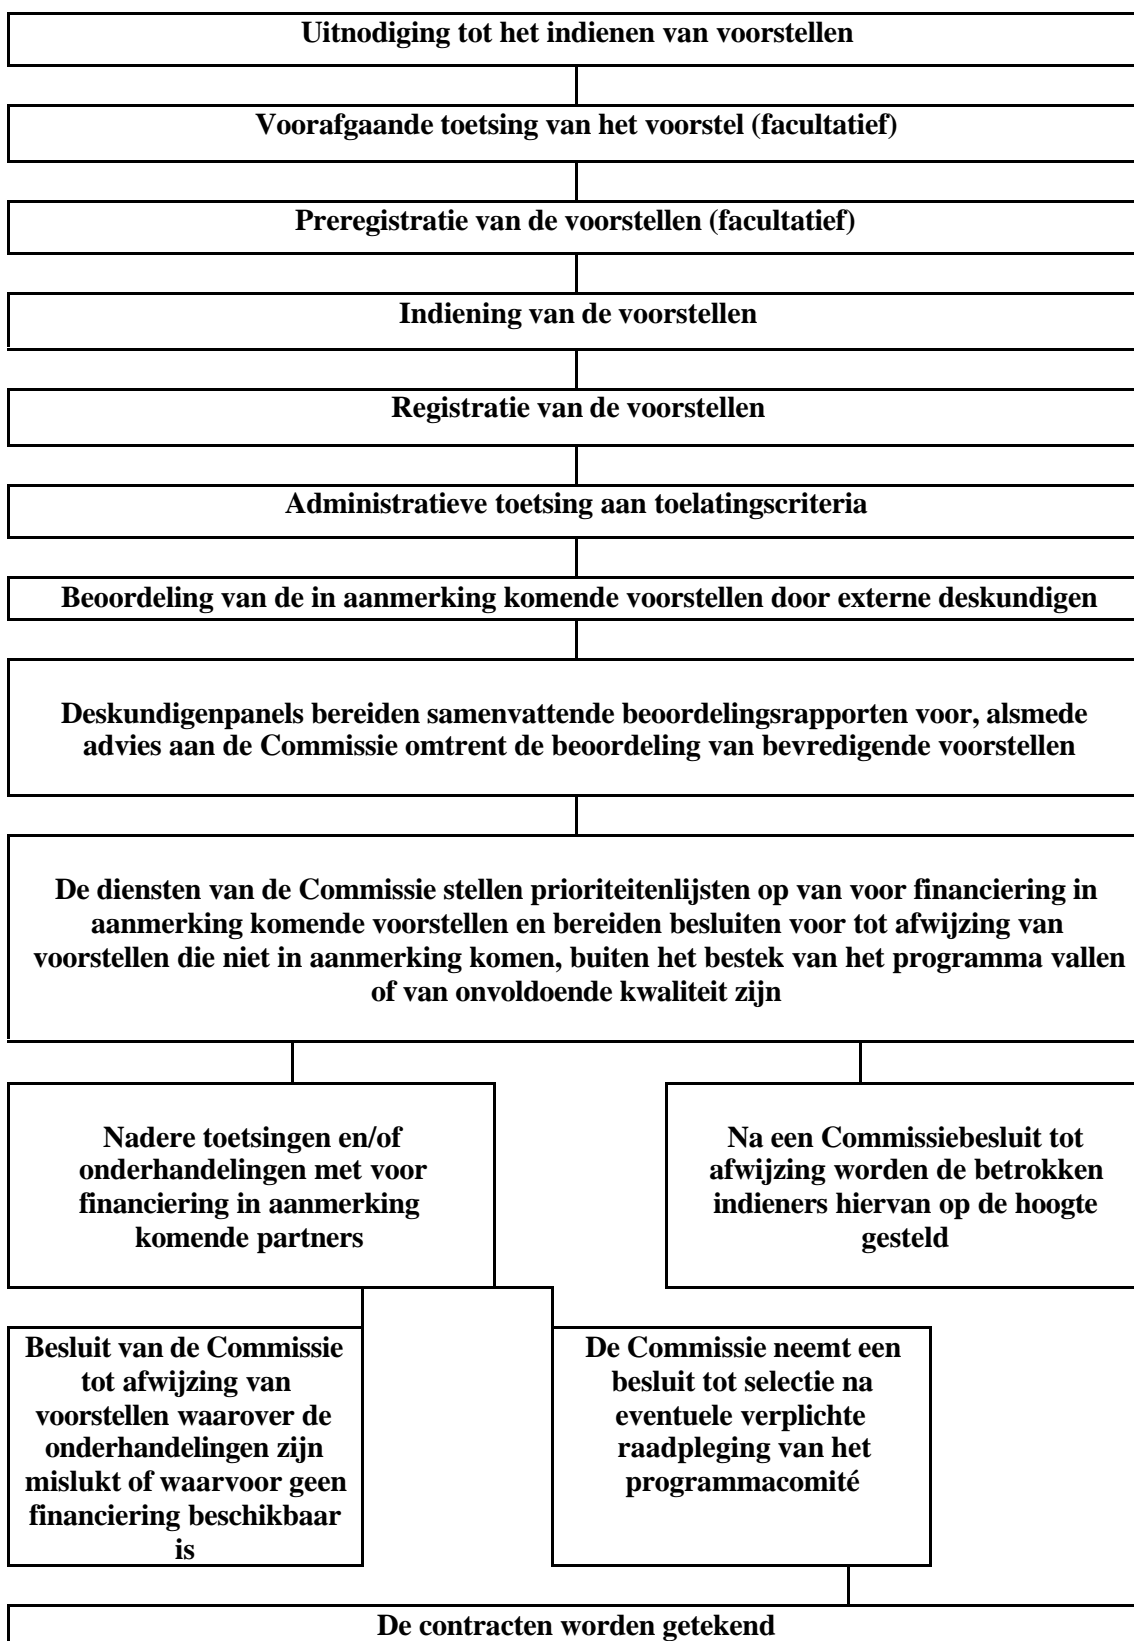 Uitnodiging tot het indienen van voorstellen
Voorafgaande toetsing van het voorstel (facultatief)
Preregistratie van de voorstellen (facultatief)
Indiening van de voorstellen
Registratie van de voorstellen
Administratieve toetsing aan toelatingscriteria
Beoordeling van de in aanmerking komende voorstellen door externe deskundigen
Deskundigenpanels bereiden samenvattende beoordelingsrapporten voor, alsmede
advies aan de Commissie omtrent de beoordeling van bevredigende voorstellen
De diensten van de Commissie stellen prioriteitenlijsten op van voor financiering in
aanmerking komende voorstellen en bereiden besluiten voor tot afwijzing van
voorstellen die niet in aanmerking komen, buiten het bestek van het programma vallen
of van onvoldoende kwaliteit zijn
Nadere toetsingen en/of
onderhandelingen met voor
financiering in aanmerking
komende partners
Na een Commissiebesluit tot
afwijzing worden de betrokken
indieners hiervan op de hoogte
gesteld
Besluit van de Commissie
tot afwijzing van
voorstellen waarover de
onderhandelingen zijn
mislukt of waarvoor geen
financiering beschikbaar
is
De Commissie neemt een
besluit tot selectie na
eventuele verplichte
raadpleging van het
programmacomité
De contracten worden getekend